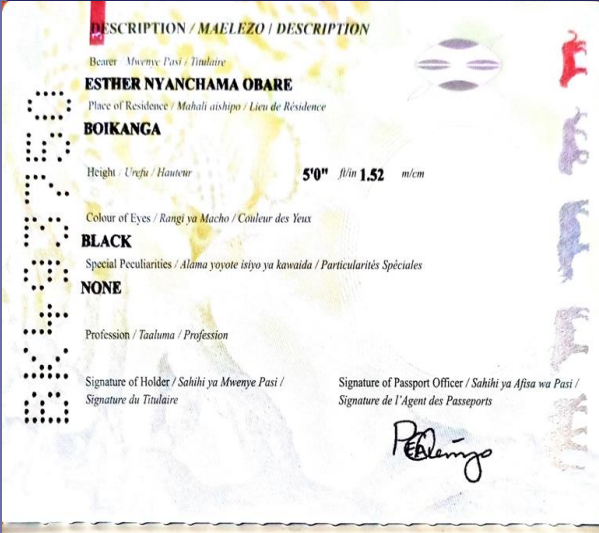 DESCRIPTION / MAELEZO / DESCRIPTION
Bearer / Mwenye Pasi / Titulaire
ESTHER NYANCHAMA OBARE
Place of Residence / Mahali aishipo / Lieu de Résidence
BOIKANGA
Height / Urefu / Hauteur 5'0" ft/in 1.52 m/cm
Colour of Eyes / Rangi ya Macho / Couleur des Yeux
BLACK
Special Peculiarities / Alama yoyote isiyo ya kawaida / Particularités Spéciales
NONE
Profession / Taaluma / Profession
Signature of Holder / Sahihi ya Mwenye Pasi /
Signature du Titulaire
Signature of Passport Officer / Sahihi ya Afisa wa Pasi /
Signature de l'Agent des Passeports
BK493750